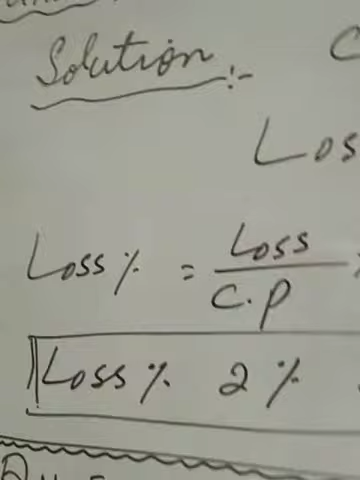 Solution :-
C
Los
Loss % = Loss / C.P
Loss % 2 %